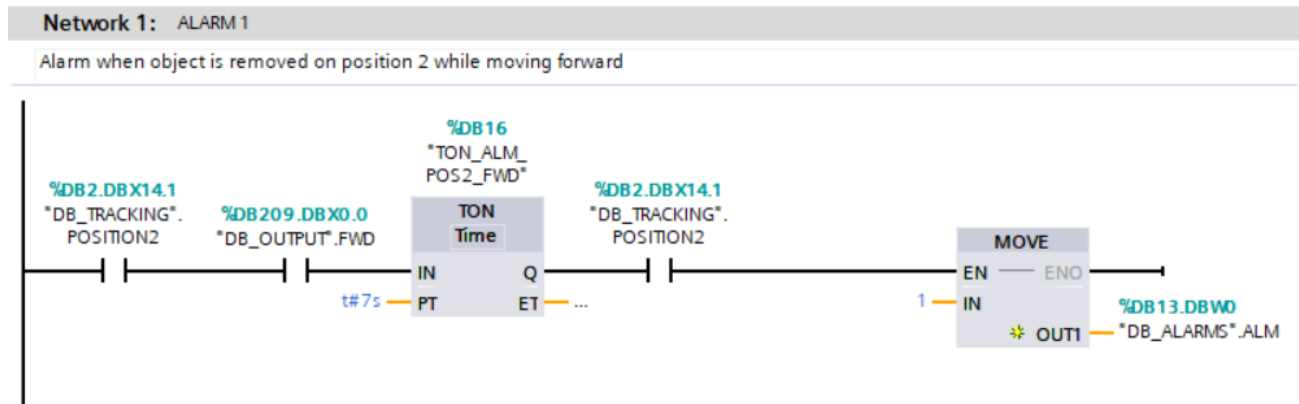 Network 1: ALARM 1
Alarm when object is removed on position 2 while moving forward
%DB16
"TON_ALM_
POS2_FWD"
%DB2.DBX14.1
"DB_TRACKING".
POSITION2
%DB209.DBX0.0
"DB_OUTPUT".FWD
TON
Time
IN
Q
t#7s
PT
ET
...
%DB2.DBX14.1
"DB_TRACKING".
POSITION2
MOVE
EN
ENO
1
IN
OUT1
%DB13.DBW0
"DB_ALARMS".ALM